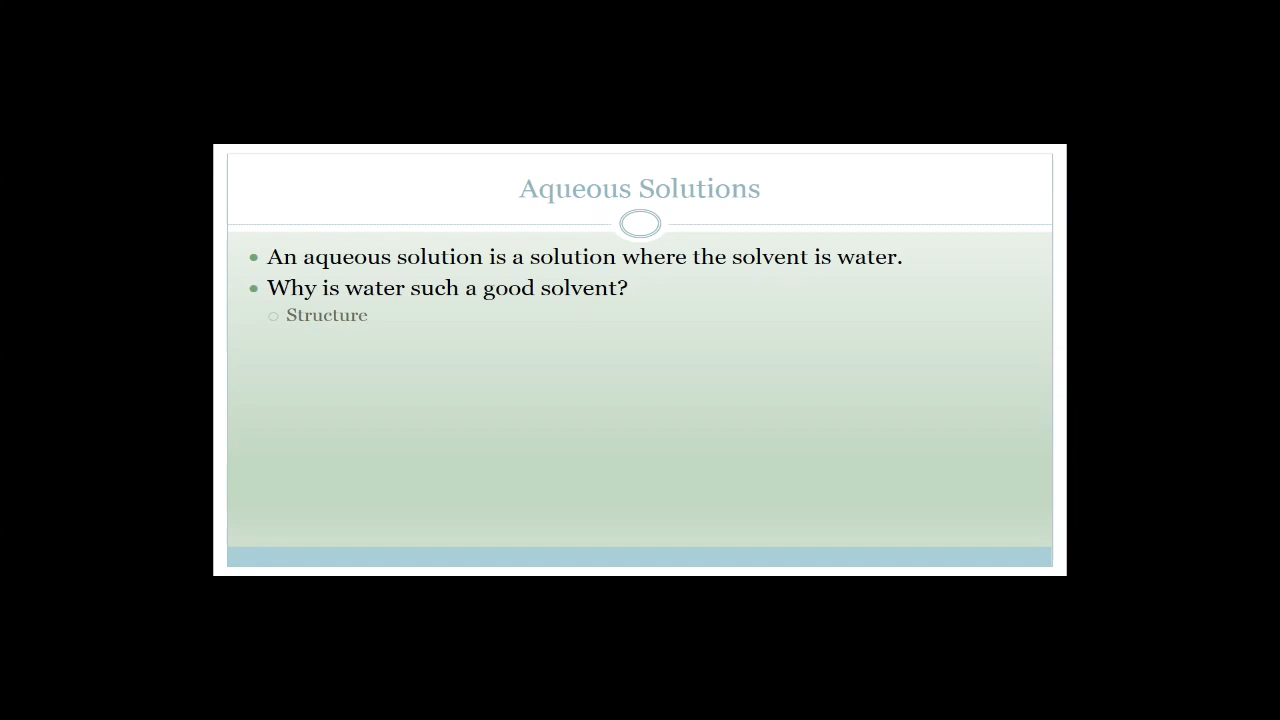 Aqueous Solutions
An aqueous solution is a solution where the solvent is water.
Why is water such a good solvent?
Structure